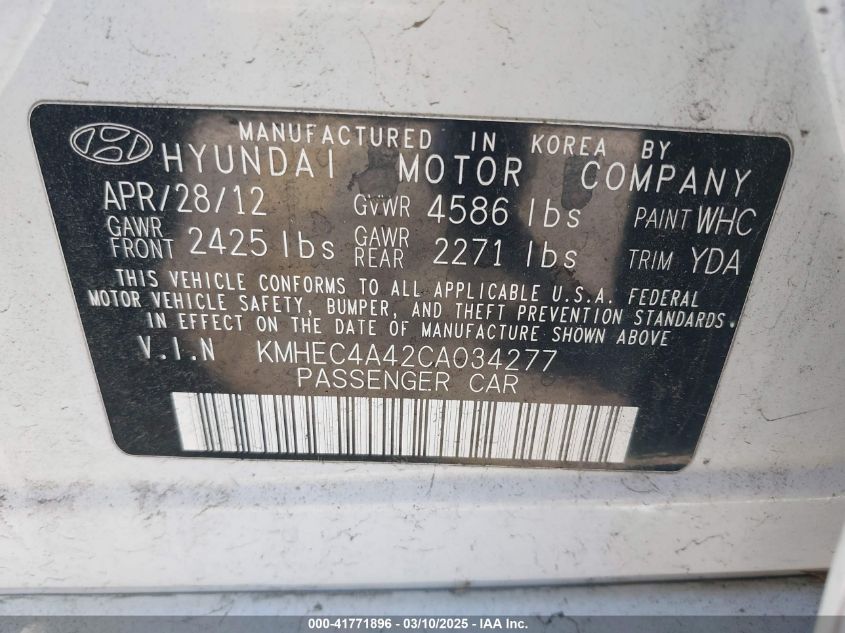 MANUFACTURED IN KOREA BY
HYUNDAI MOTOR COMPANY
APR/28/12 GVWR 4586 lbs PAINT WHC
GAWR FRONT 2425 lbs GAWR REAR 2271 lbs TRIM YDA
THIS VEHICLE CONFORMS TO ALL APPLICABLE U.S.A. FEDERAL
MOTOR VEHICLE SAFETY, BUMPER, AND THEFT PREVENTION STANDARDS.
IN EFFECT ON THE DATE OF MANUFACTURE SHOWN ABOVE
V.I.N KMHEC4A42CA034277
PASSENGER CAR
000-41771896 - 03/10/2025 - IAA Inc.